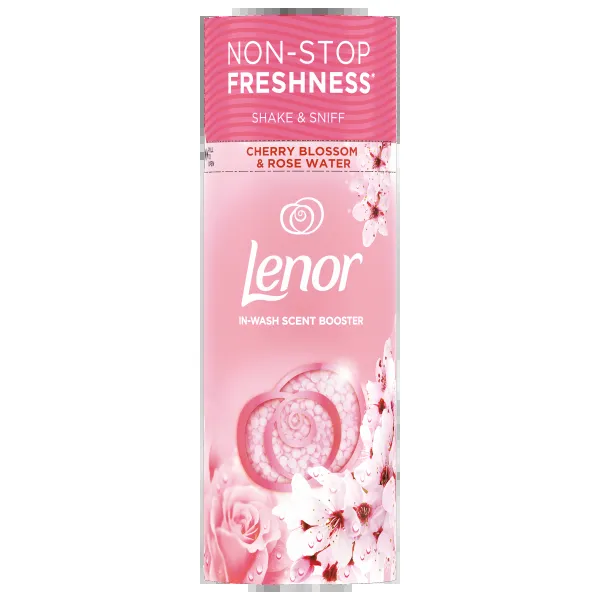 NON-STOP
FRESHNESS*
SHAKE & SNIFF
CHERRY BLOSSOM
& ROSE WATER
Lenor
IN-WASH SCENT BOOSTER